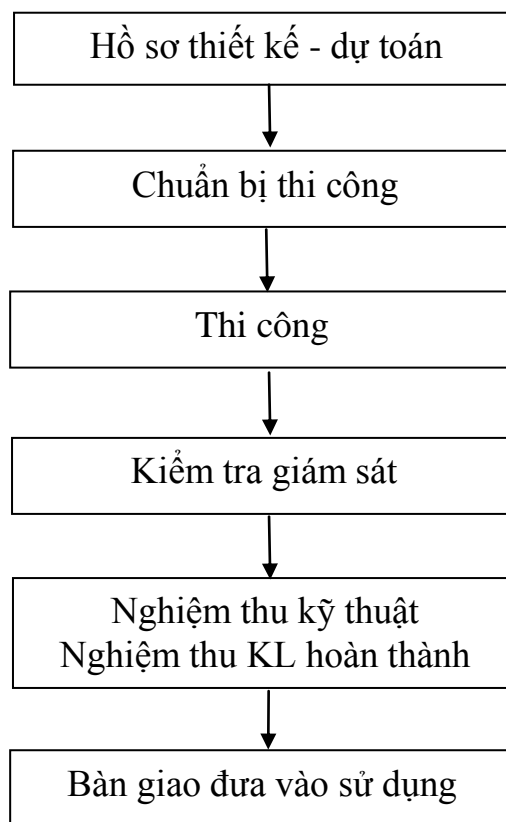 Hồ sơ thiết kế - dự toán
Chuẩn bị thi công
Thi công
Kiểm tra giám sát
Nghiệm thu kỹ thuật
Nghiệm thu KL hoàn thành
Bàn giao đưa vào sử dụng